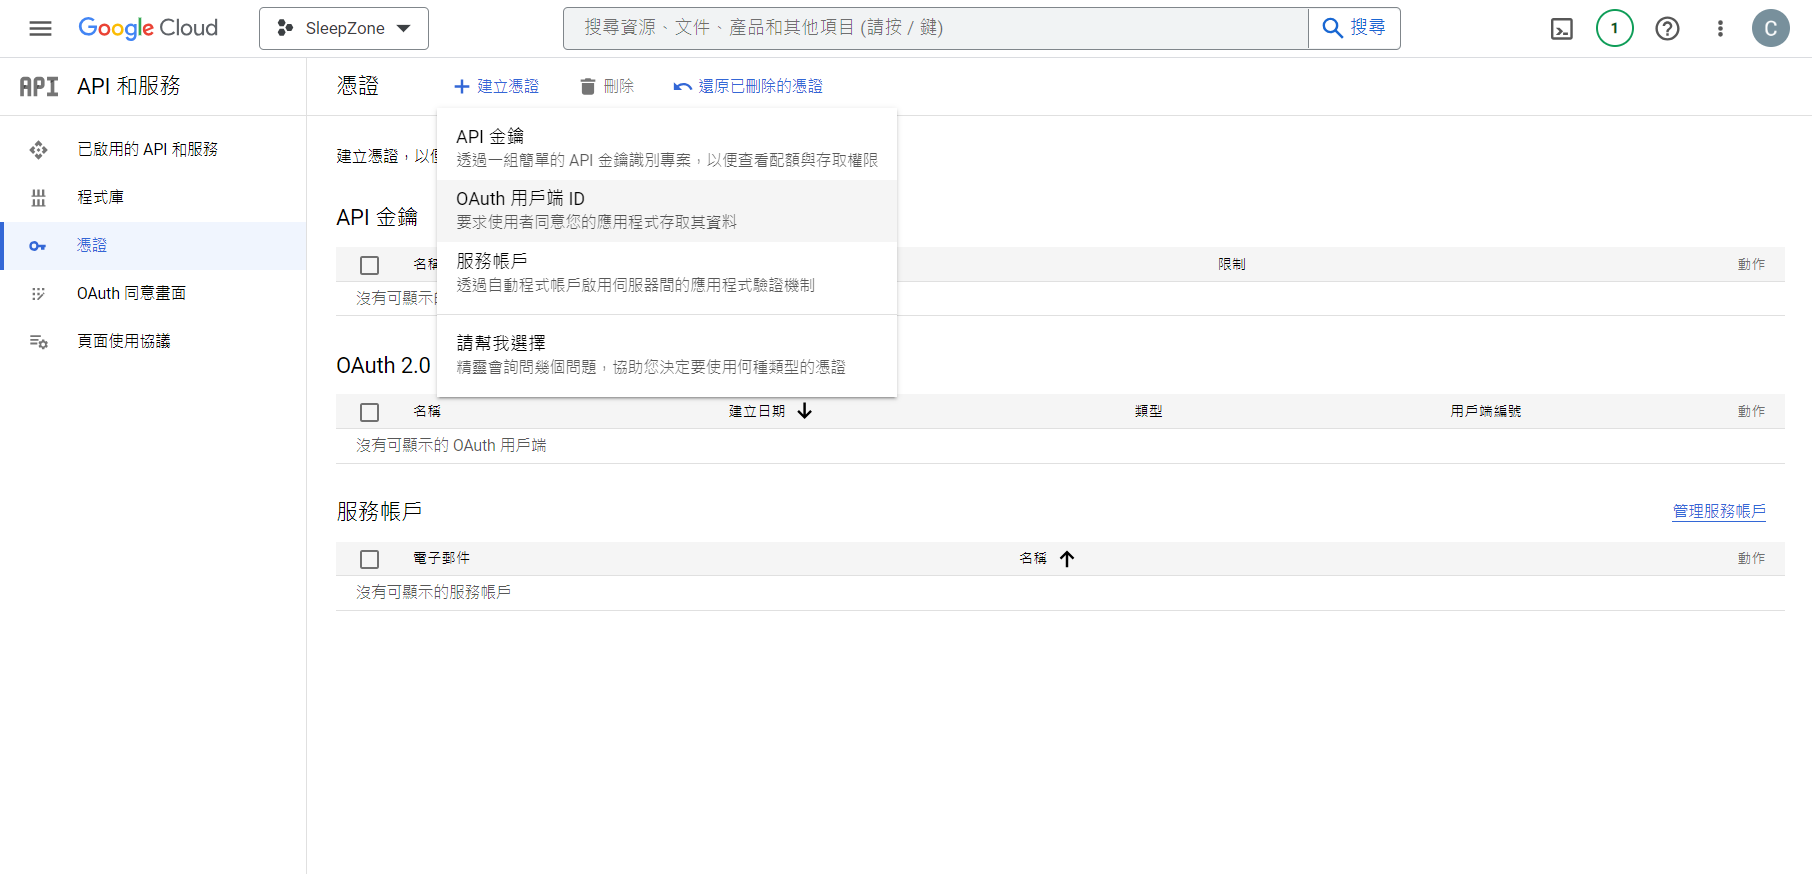 Google Cloud
SleepZone
搜尋資源、文件、產品和其他項目 (請按 / 鍵)
搜尋
1
C
API
API 和服務
憑證
建立憑證
刪除
還原已刪除的憑證
已啟用的 API 和服務
程式庫
憑證
OAuth 同意畫面
頁面使用協議
建立憑證，以
API 金鑰
透過一組簡單的 API 金鑰識別專案，以便查看配額與存取權限
OAuth 用戶端 ID
要求使用者同意您的應用程式存取其資料
服務帳戶
透過自動程式帳戶啟用伺服器間的應用程式驗證機制
請幫我選擇
精靈會詢問幾個問題，協助您決定要使用何種類型的憑證
API 金鑰
名稱
限制
動作
沒有可顯示
OAuth 2.0
名稱
建立日期
類型
用戶端編號
動作
沒有可顯示的 OAuth 用戶端
服務帳戶
管理服務帳戶
電子郵件
名稱
動作
沒有可顯示的服務帳戶